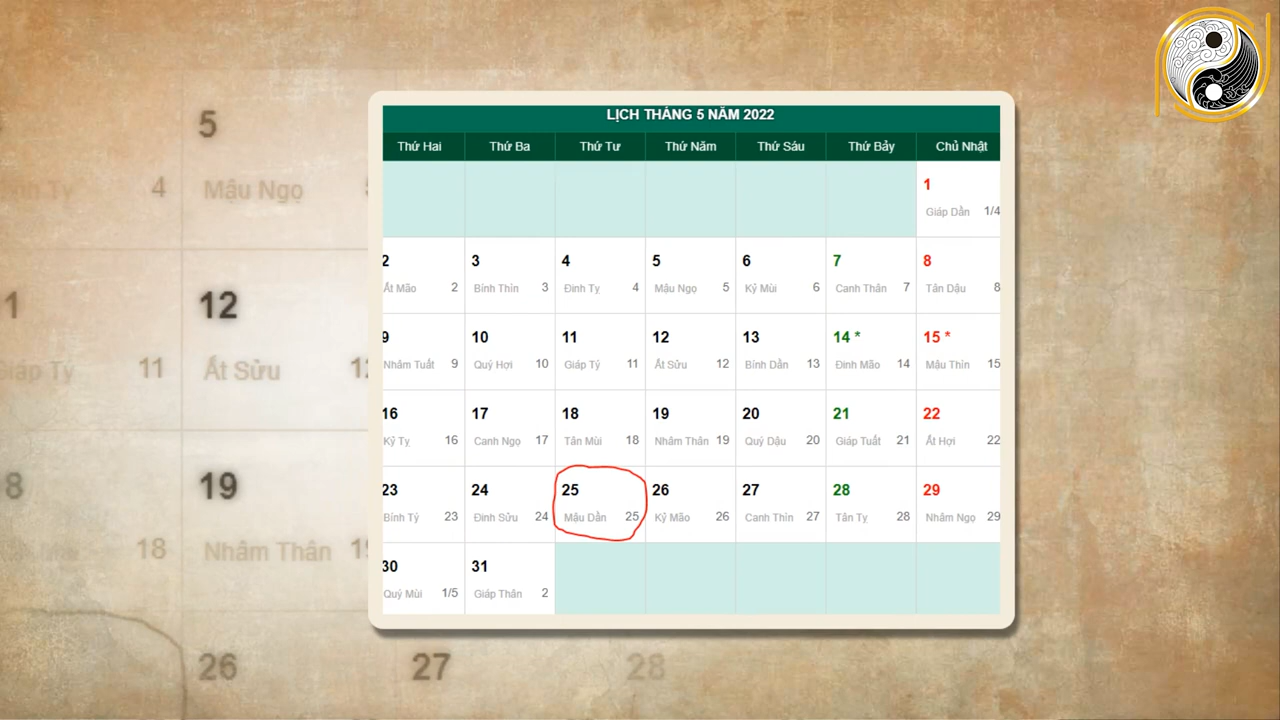 LỊCH THÁNG 5 NĂM 2022
Thứ Hai Thứ Ba Thứ Tư Thứ Năm Thứ Sáu Thứ Bảy Chủ Nhật
1
Giáp Dần 1/4
2 3 4 5 6 7 8
Ất Mão 2 Bính Thìn 3 Đinh Tỵ 4 Mậu Ngọ 5 Kỷ Mùi 6 Canh Thân 7 Tân Dậu 8
9 10 11 12 13 14 * 15 *
Nhâm Tuất 9 Quý Hợi 10 Giáp Tý 11 Ất Sửu 12 Bính Dần 13 Đinh Mão 14 Mậu Thìn 15
16 17 18 19 20 21 22
Kỷ Tỵ 16 Canh Ngọ 17 Tân Mùi 18 Nhâm Thân 19 Quý Dậu 20 Giáp Tuất 21 Ất Hợi 22
23 24 25 26 27 28 29
Bính Tý 23 Đinh Sửu 24 Mậu Dần 25 Kỷ Mão 26 Canh Thìn 27 Tân Tỵ 28 Nhâm Ngọ 29
30 31
Quý Mùi 1/5 Giáp Thân 2
5
4 Mậu Ngọ
12
11 Ất Sửu
19
18 Nhâm Thân
26 27 28